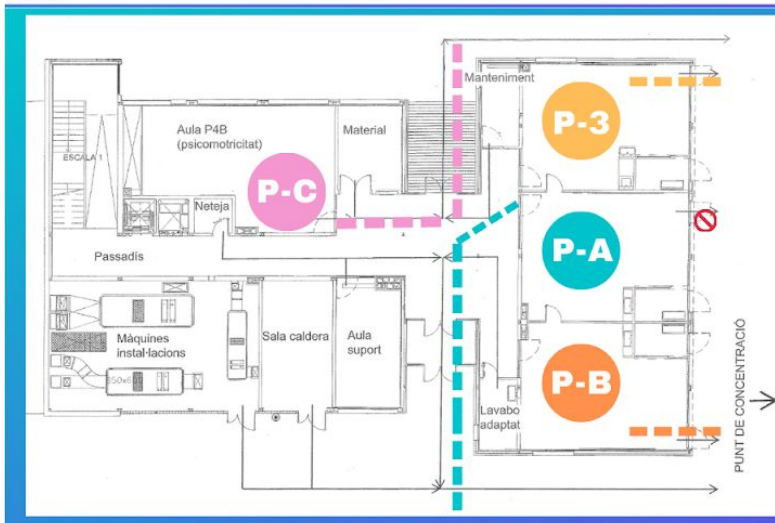 Manteniment
P-3
Aula P4B
(psicomotricitat)
Material
ESCALA 1
P-C
Neteja
P-A
Passadís
Màquines
instal·lacions
Sala caldera
Aula
suport
P-B
Lavabo
adaptat
PUNT DE CONCENTRACIÓ